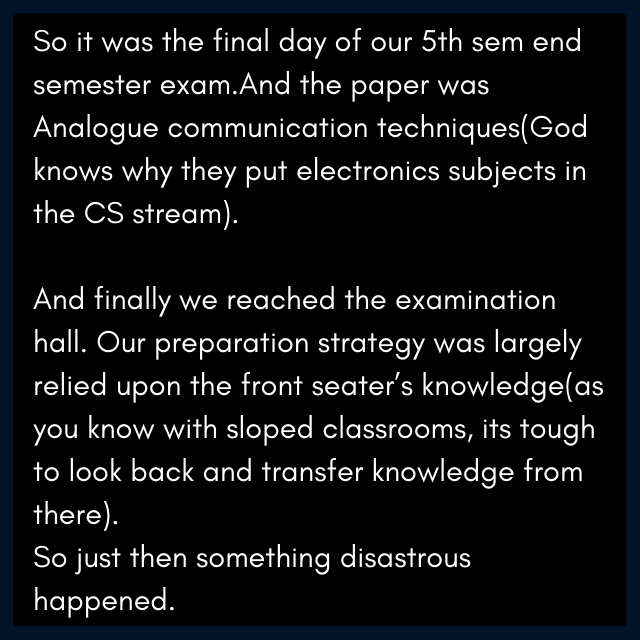 So it was the final day of our 5th sem end
semester exam.And the paper was
Analogue communication techniques(God
knows why they put electronics subjects in
the CS stream).
And finally we reached the examination
hall. Our preparation strategy was largely
relied upon the front seater’s knowledge(as
you know with sloped classrooms, its tough
to look back and transfer knowledge from
there).
So just then something disastrous
happened.